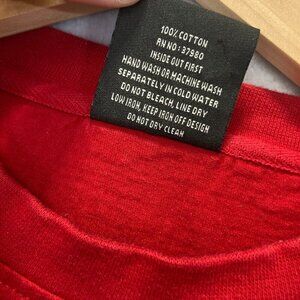 100% COTTON
RN NO: 37980
INSIDE OUT FIRST
HAND WASH OR MACHINE WASH
SEPARATELY IN COLD WATER
DO NOT BLEACH, LINE DRY
LOW IRON, KEEP IRON OFF DESIGN
DO NOT DRY CLEAN